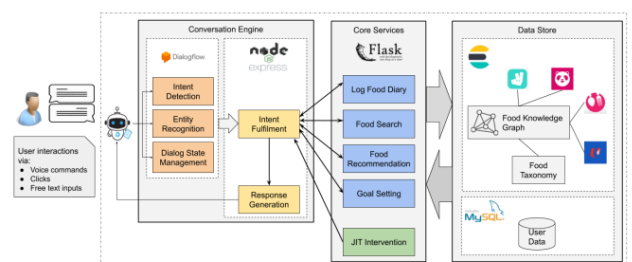 Conversation Engine
Core Services
Data Store
Dialogflow
node
express
Flask
Intent
Detection
Entity
Recognition
Dialog State
Management
Intent
Fulfilment
Response
Generation
Log Food Diary
Food Search
Food
Recommendation
Goal Setting
JIT Intervention
Food Knowledge
Graph
Food
Taxonomy
MySQL
User
Data
User interactions
via:
• Voice commands
• Clicks
• Free text inputs